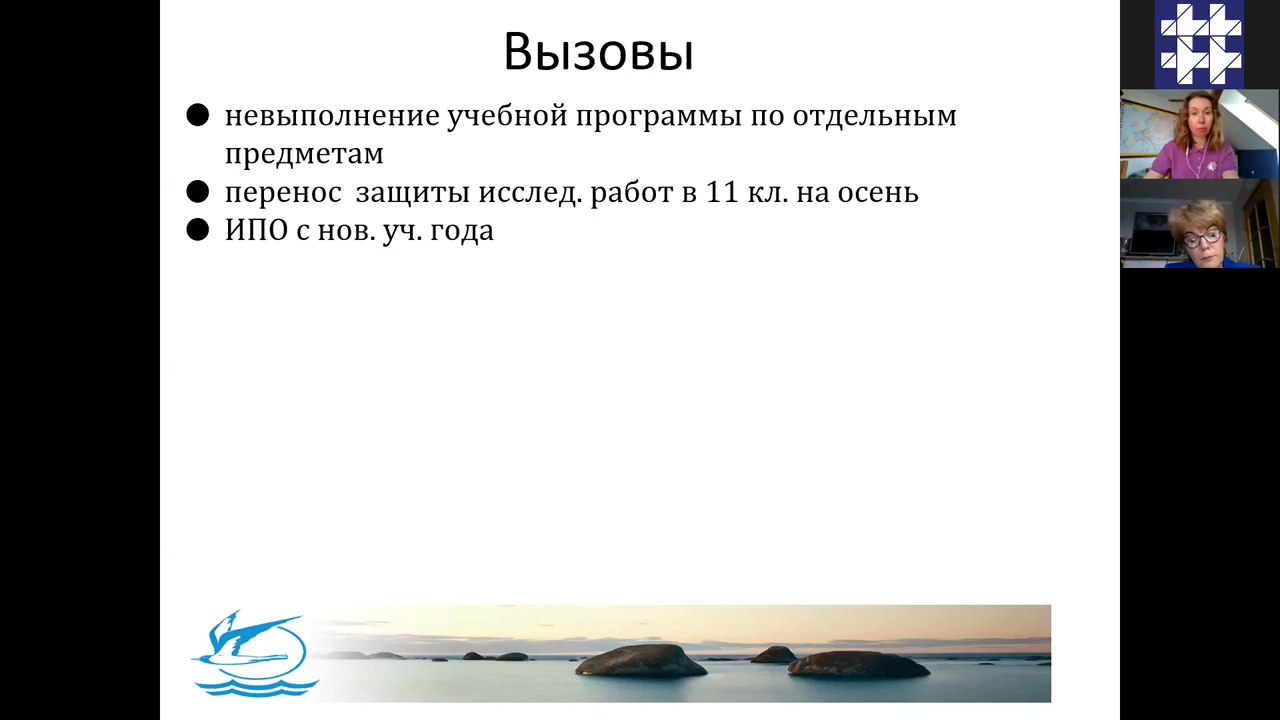 Вызовы
невыполнение учебной программы по отдельным
предметам
перенос защиты исслед. работ в 11 кл. на осень
ИПО с нов. уч. года